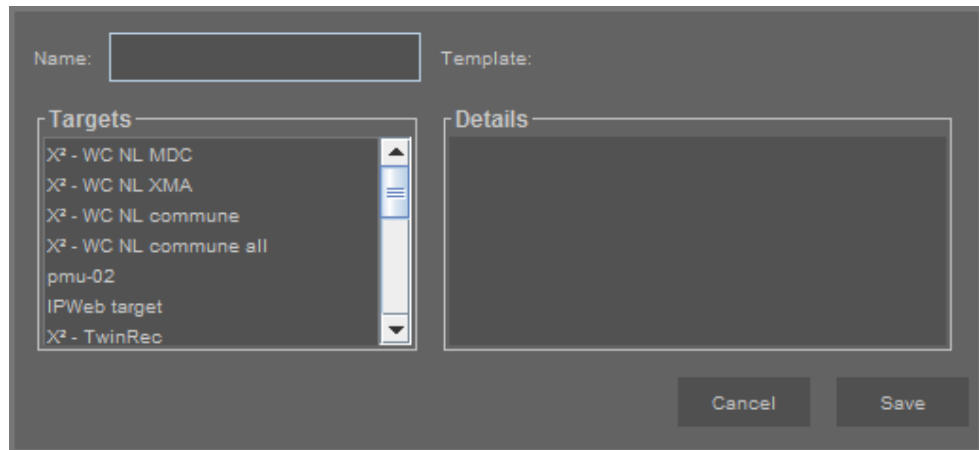 Name:
Template:
Targets
X² - WC NL MDC
X² - WC NL XMA
X² - WC NL commune
X² - WC NL commune all
pmu-02
IPWeb target
X² - TwinRec
Details
Cancel
Save